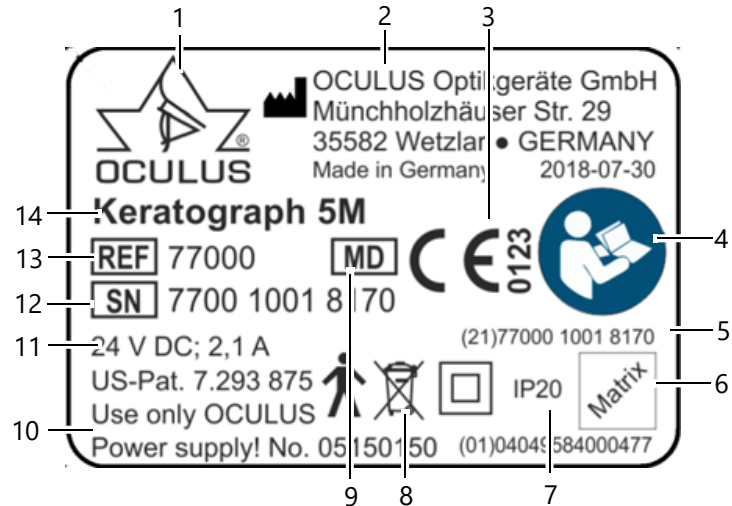 1
2
3
OCULUS
®
OCULUS Optikgeräte GmbH
Münchholzhäuser Str. 29
35582 Wetzlar ● GERMANY
Made in Germany 2018-07-30
14 Keratograph 5M
13 REF 77000 MD CE 0123 4
12 SN 7700 1001 8170
11 24 V DC; 2,1 A (21)77000 1001 8170 5
US-Pat. 7.293 875 IP20 Matrix 6
Use only OCULUS
10 Power supply! No. 05150150 (01)04049584000477
9
8
7